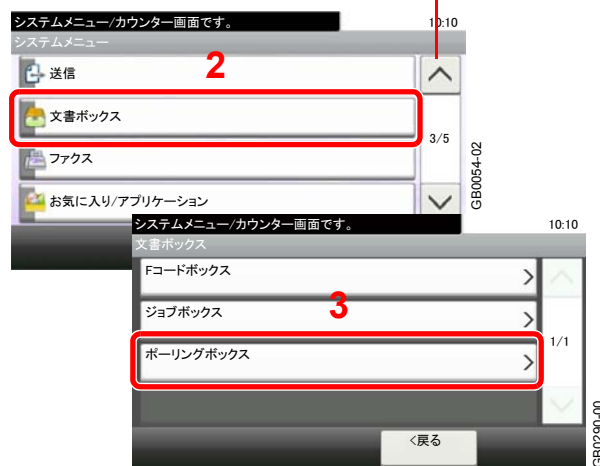 システムメニュー/カウンター画面です。
10:10
システムメニュー
2
送信
文書ボックス
3/5
ファクス
お気に入り/アプリケーション
GB0054-02
システムメニュー/カウンター画面です。
10:10
文書ボックス
Fコードボックス
3
ジョブボックス
1/1
ポーリングボックス
<戻る
GB0290-00